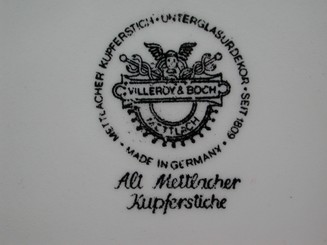 METTLACHER KUPFERSTICH · UNTERGLASURDEKOR · SEIT 1809 · MADE IN GERMANY ·
VILLEROY & BOCH
METTLACH
Alt Mettlacher
Kupferstiche